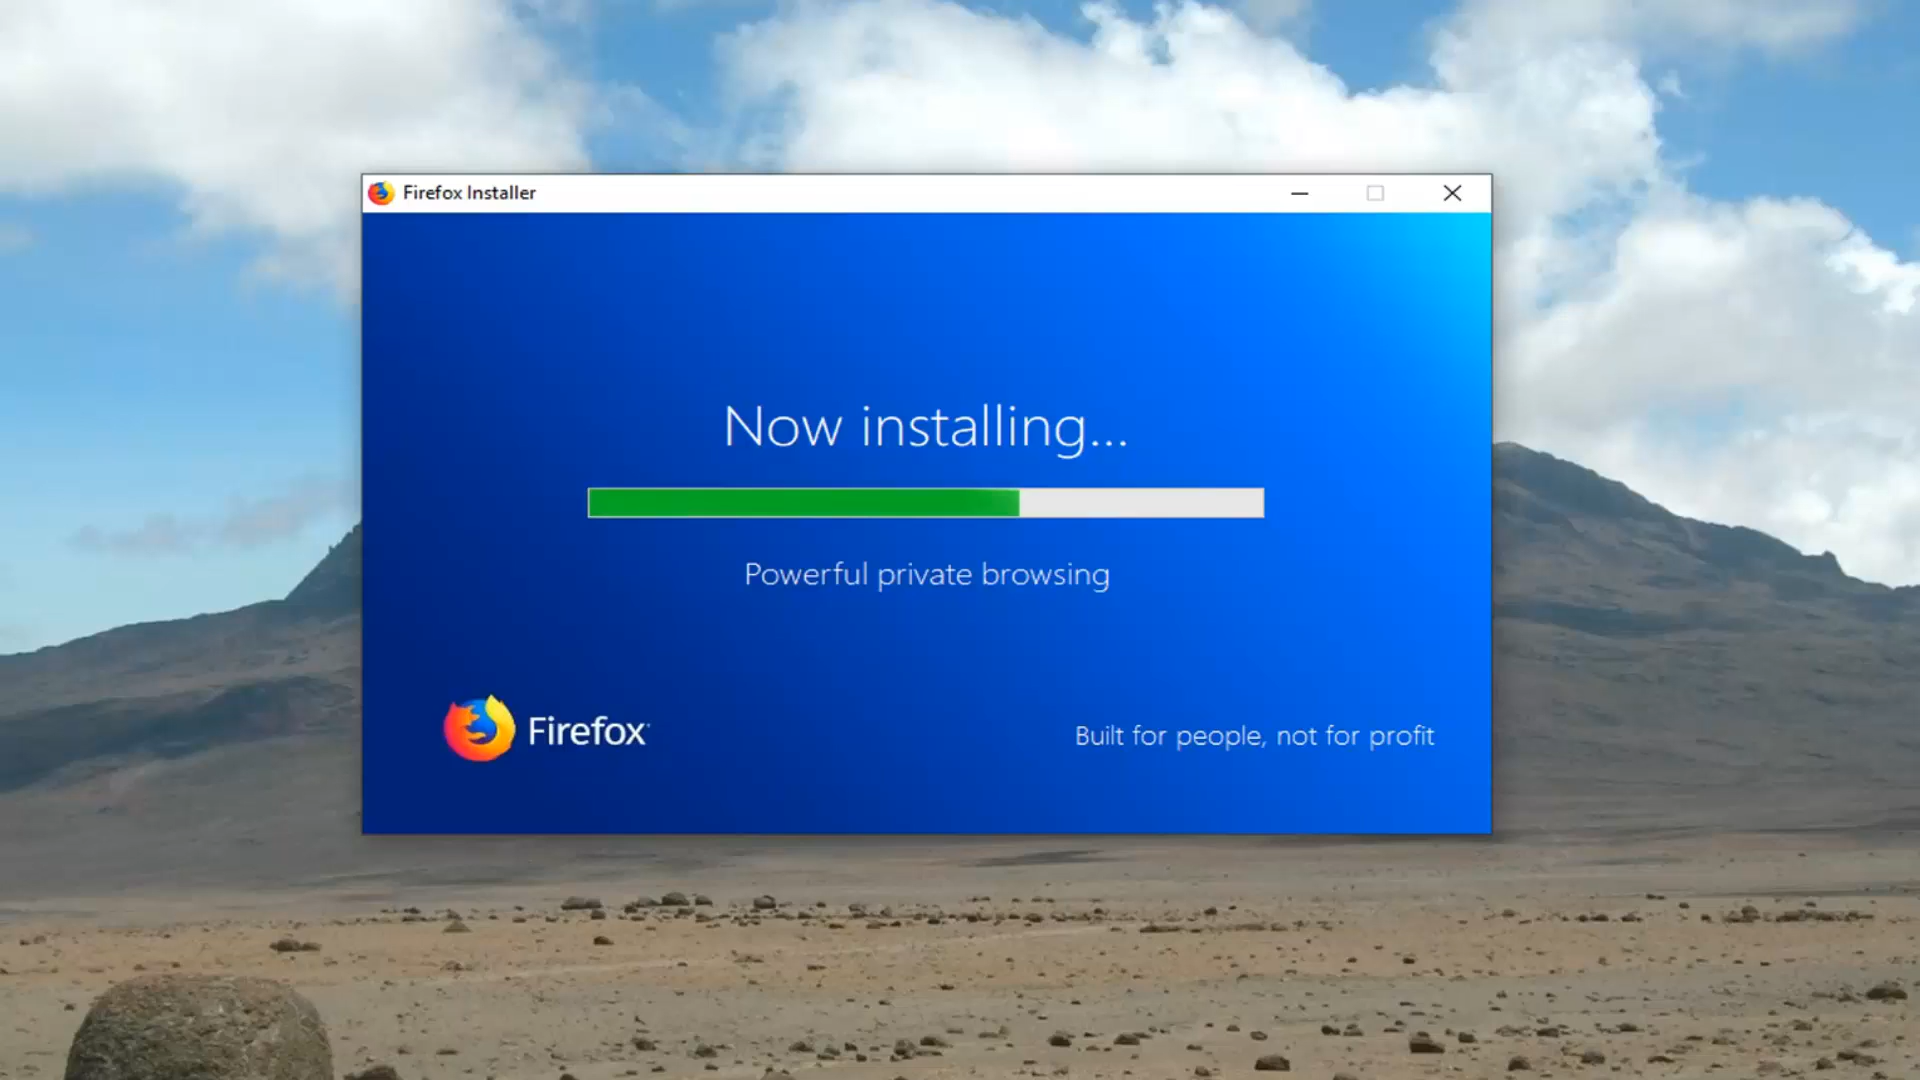 Firefox Installer
Now installing...
Powerful private browsing
Firefox
Built for people, not for profit